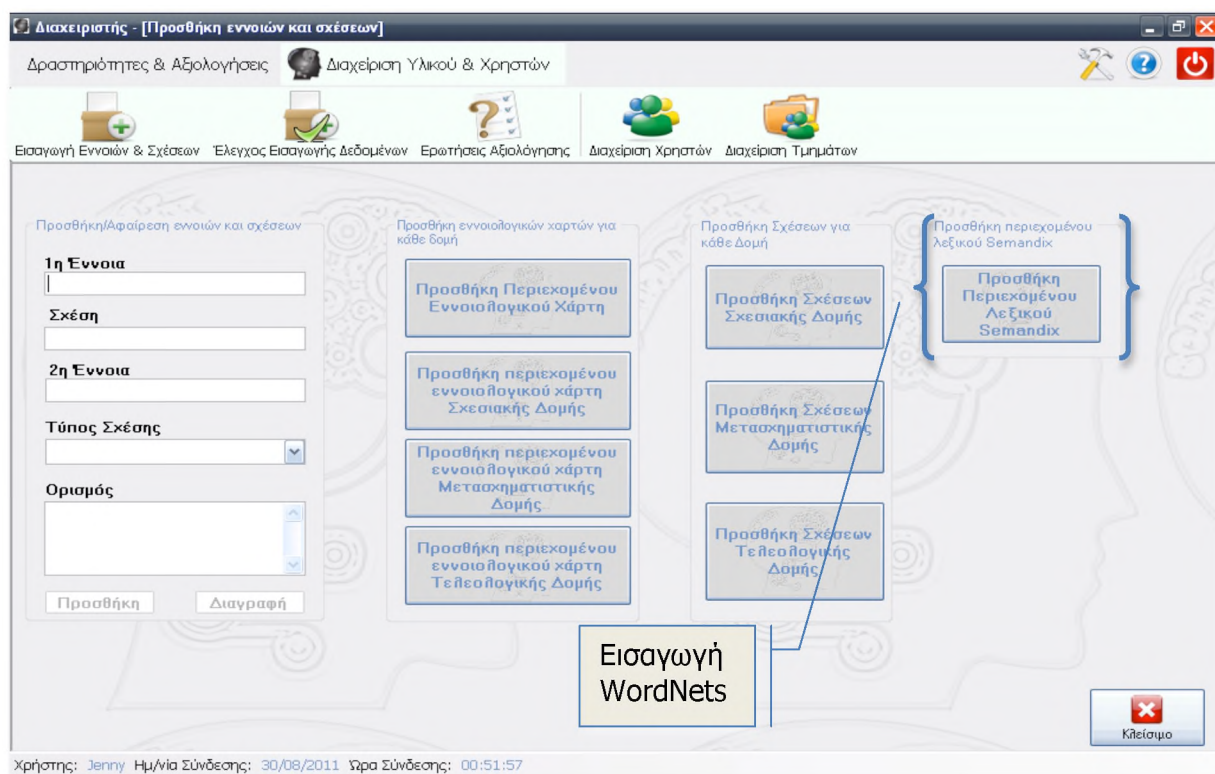 Διαχειριστής - [Προσθήκη εννοιών και σχέσεων]
Δραστηριότητες & Αξιολογήσεις Διαχείριση Υλικού & Χρηστών
Εισαγωγή Εννοιών & Σχέσεων Έλεγχος Εισαγωγής Δεδομένων Ερωτήσεις Αξιολόγησης Διαχείριση Χρηστών Διαχείριση Τμημάτων
Προσθήκη/Αφαίρεση εννοιών και σχέσεων
1η Έννοια
Σχέση
2η Έννοια
Τύπος Σχέσης
Ορισμός
Προσθήκη Διαγραφή
Προσθήκη εννοιολογικών χαρτών για
κάθε δομή
Προσθήκη Περιεχομένου
Εννοιολογικού Χάρτη
Προσθήκη περιεχομένου
εννοιολογικού χάρτη
Σχεσιακής Δομής
Προσθήκη περιεχομένου
εννοιολογικού χάρτη
Μετασχηματιστικής
Δομής
Προσθήκη περιεχομένου
εννοιολογικού χάρτη
Τελεολογικής Δομής
Προσθήκη Σχέσεων για
κάθε Δομή
Προσθήκη Σχέσεων
Σχεσιακής Δομής
Προσθήκη Σχέσεων
Μετασχηματιστικής
Δομής
Προσθήκη Σχέσεων
Τελεολογικής
Δομής
Προσθήκη περιεχομένου
λεξικού Semandix
Προσθήκη
Περιεχομένου
Λεξικού
Semandix
Εισαγωγή
WordNets
Κλείσιμο
Χρήστης: Jenny Ημ/νία Σύνδεσης: 30/08/2011 Ώρα Σύνδεσης: 00:51:57